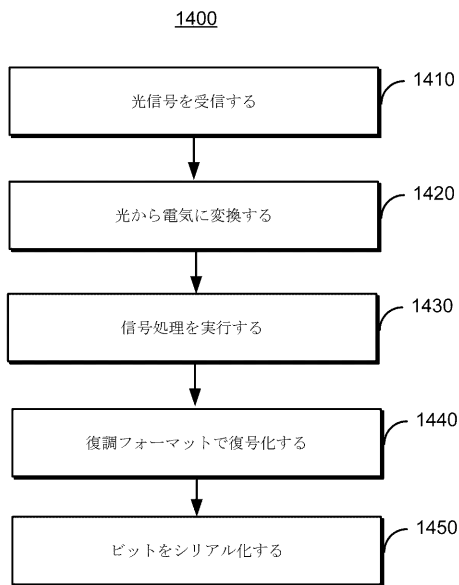 1400
光信号を受信する
1410
光から電気に変換する
1420
信号処理を実行する
1430
復調フォーマットで復号化する
1440
ビットをシリアル化する
1450